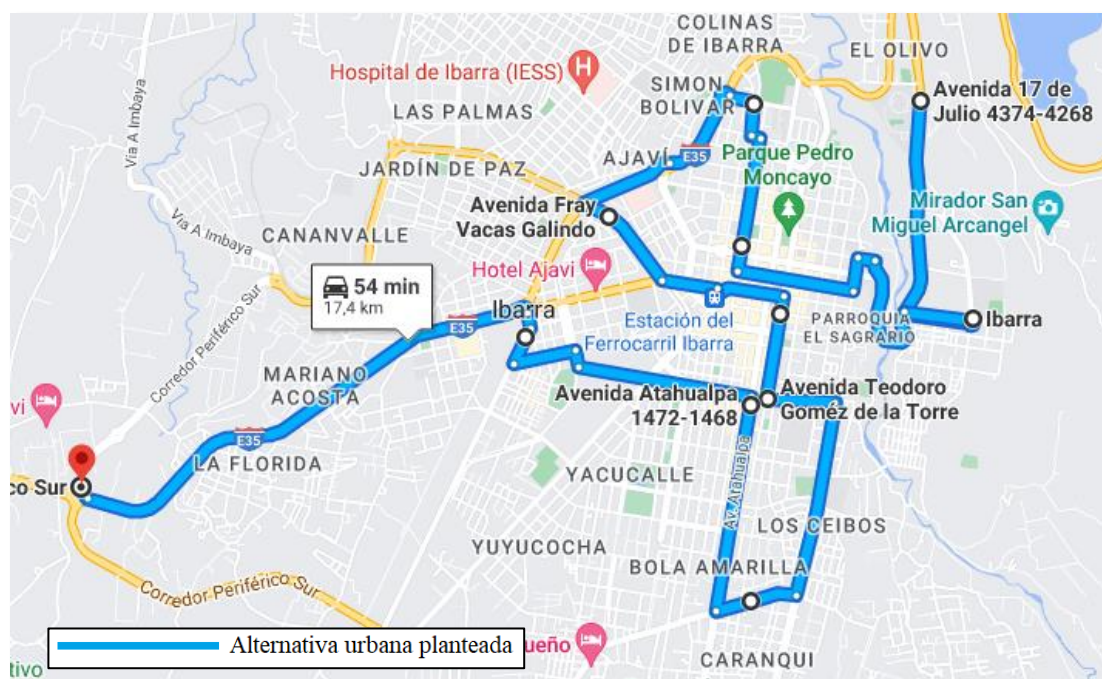 COLINAS
DE IBARRA
EL OLIVO
Hospital de Ibarra (IESS)
H
SIMON
BOLIVAR
Avenida 17 de
Julio 4374-4268
LAS PALMAS
Via A Imbaya
AJAVÍ
E35
Parque Pedro
Moncayo
JARDÍN DE PAZ
Mirador San
Miguel Arcangel
Avenida Fray
Vacas Galindo
Via A Imbaya
CANANVALLE
Hotel Ajavi
54 min
17,4 km
Corredor Periférico Sur
Ibarra
E35
Estación del
Ferrocarril Ibarra
PARROQUIA
EL SAGRARIO
Ibarra
MARIANO
ACOSTA
Avenida Atahualpa
1472-1468
Avenida Teodoro
Goméz de la Torre
vi
E35
LA FLORIDA
co Sur
YACUCALLE
Av. Atahualpa
LOS CEIBOS
YUYUCOCHA
BOLA AMARILLA
Corredor Periférico Sur
Alternativa urbana planteada
ueño
CARANQUI
tivo